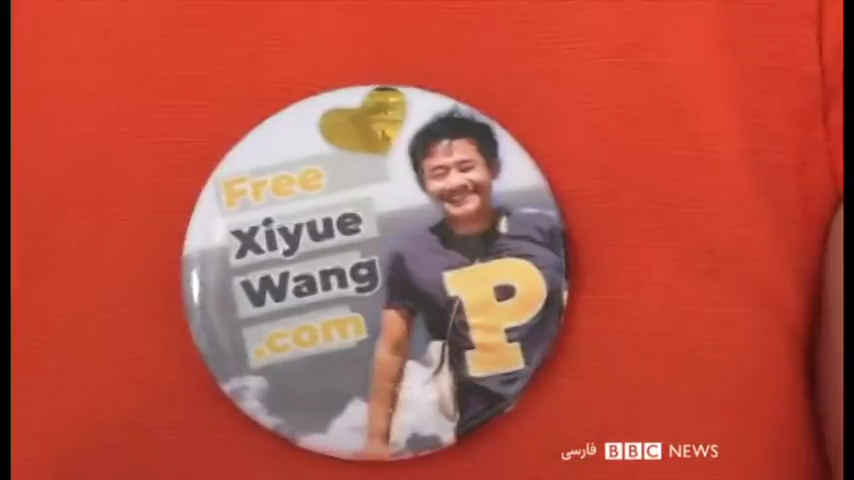 Free
Xiyue
Wang
.com
P
فارسی BBC NEWS